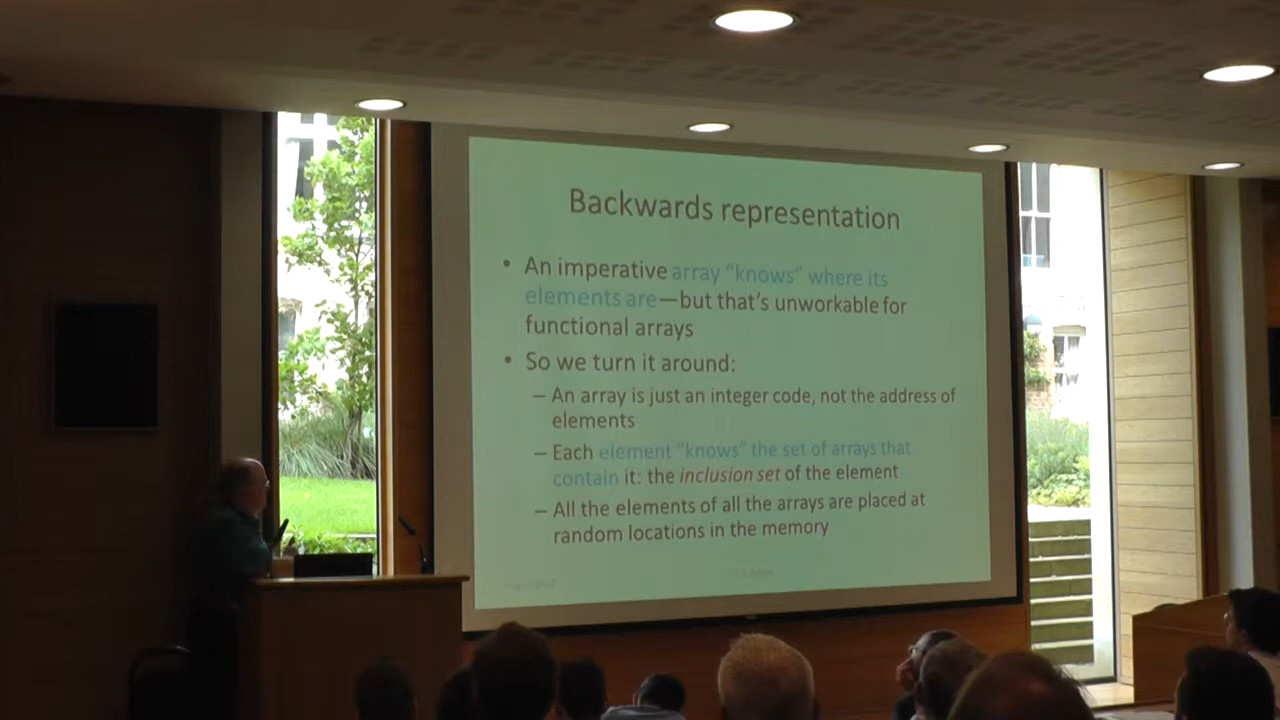 Backwards representation
• An imperative array “knows” where its
elements are—but that’s unworkable for
functional arrays
• So we turn it around:
– An array is just an integer code, not the address of
elements
– Each element “knows” the set of arrays that
contain it: the inclusion set of the element
– All the elements of all the arrays are placed at
random locations in the memory